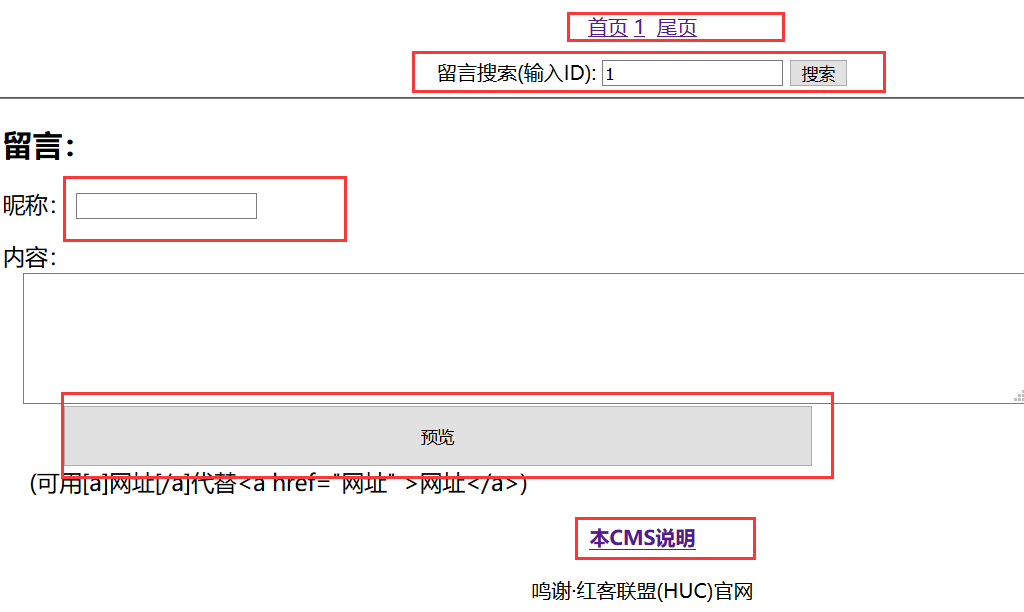 首页 1 尾页
留言搜索(输入ID): 1 搜索
留言：
昵称：
内容：
预览
(可用[a]网址[/a]代替<a href="网址" >网址</a>)
本CMS说明
鸣谢·红客联盟(HUC)官网